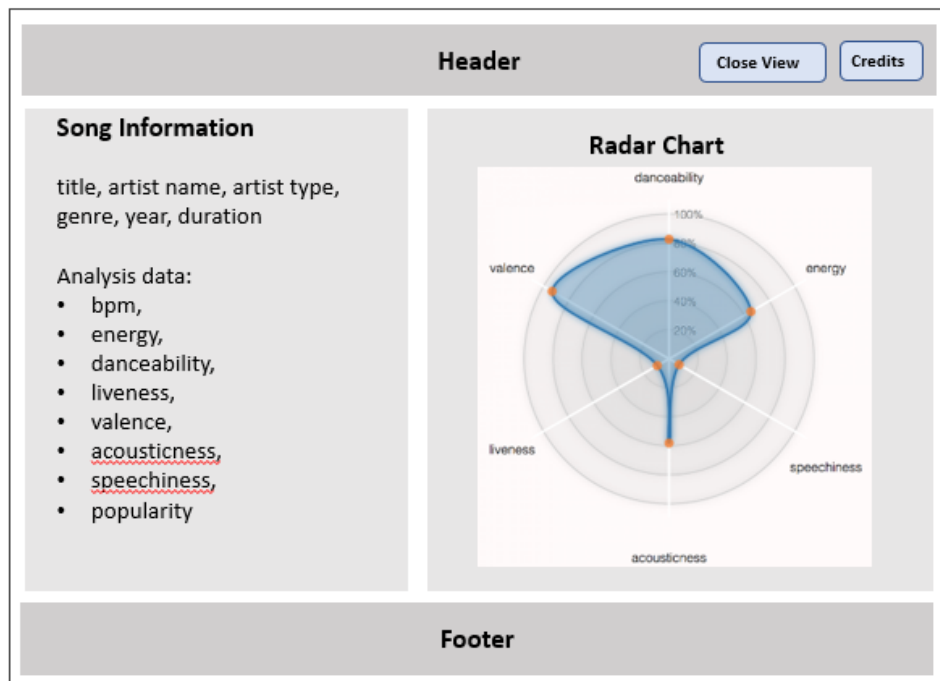 Header
Close View
Credits
Song Information
title, artist name, artist type,
genre, year, duration
Analysis data:
• bpm,
• energy,
• danceability,
• liveness,
• valence,
• acousticness,
• speechiness,
• popularity
Radar Chart
danceability
100%
80%
60%
40%
20%
valence
energy
liveness
speechiness
acousticness
Footer